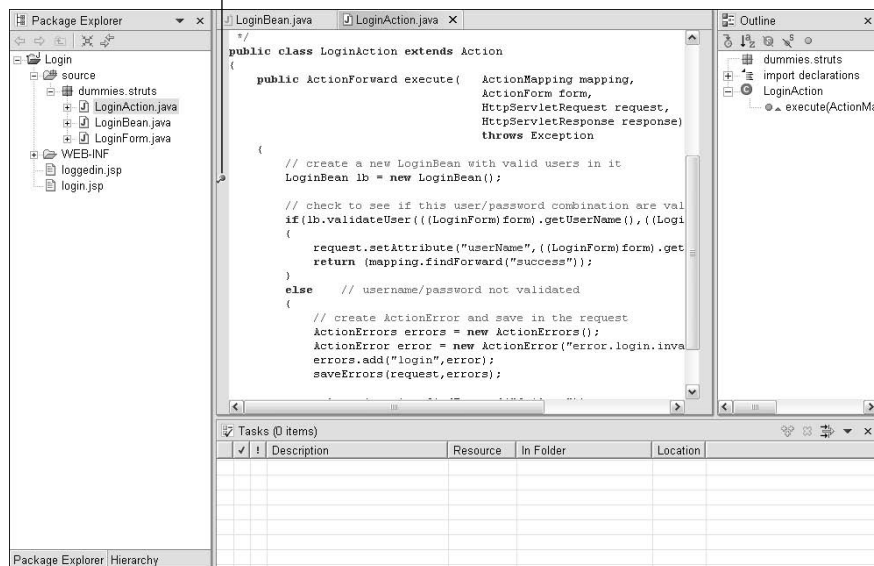 Package Explorer
Login
source
dummies.struts
LoginAction.java
LoginBean.java
LoginForm.java
WEB-INF
loggedin.jsp
login.jsp
Package Explorer Hierarchy
LoginBean.java LoginAction.java
*/
public class LoginAction extends Action
{
public ActionForward execute( ActionMapping mapping,
ActionForm form,
HttpServletRequest request,
HttpServletResponse response)
throws Exception
{
// create a new LoginBean with valid users in it
LoginBean lb = new LoginBean();
// check to see if this user/password combination are val
if(lb.validateUser(((LoginForm)form).getUserName(),((Logi
{
request.setAttribute("userName",((LoginForm)form).get
return (mapping.findForward("success"));
}
else // username/password not validated
{
// create ActionError and save in the request
ActionErrors errors = new ActionErrors();
ActionError error = new ActionError("error.login.inva
errors.add("login",error);
saveErrors(request,errors);
Outline
dummies.struts
import declarations
LoginAction
execute(ActionMa
Tasks (0 items)
! Description Resource In Folder Location